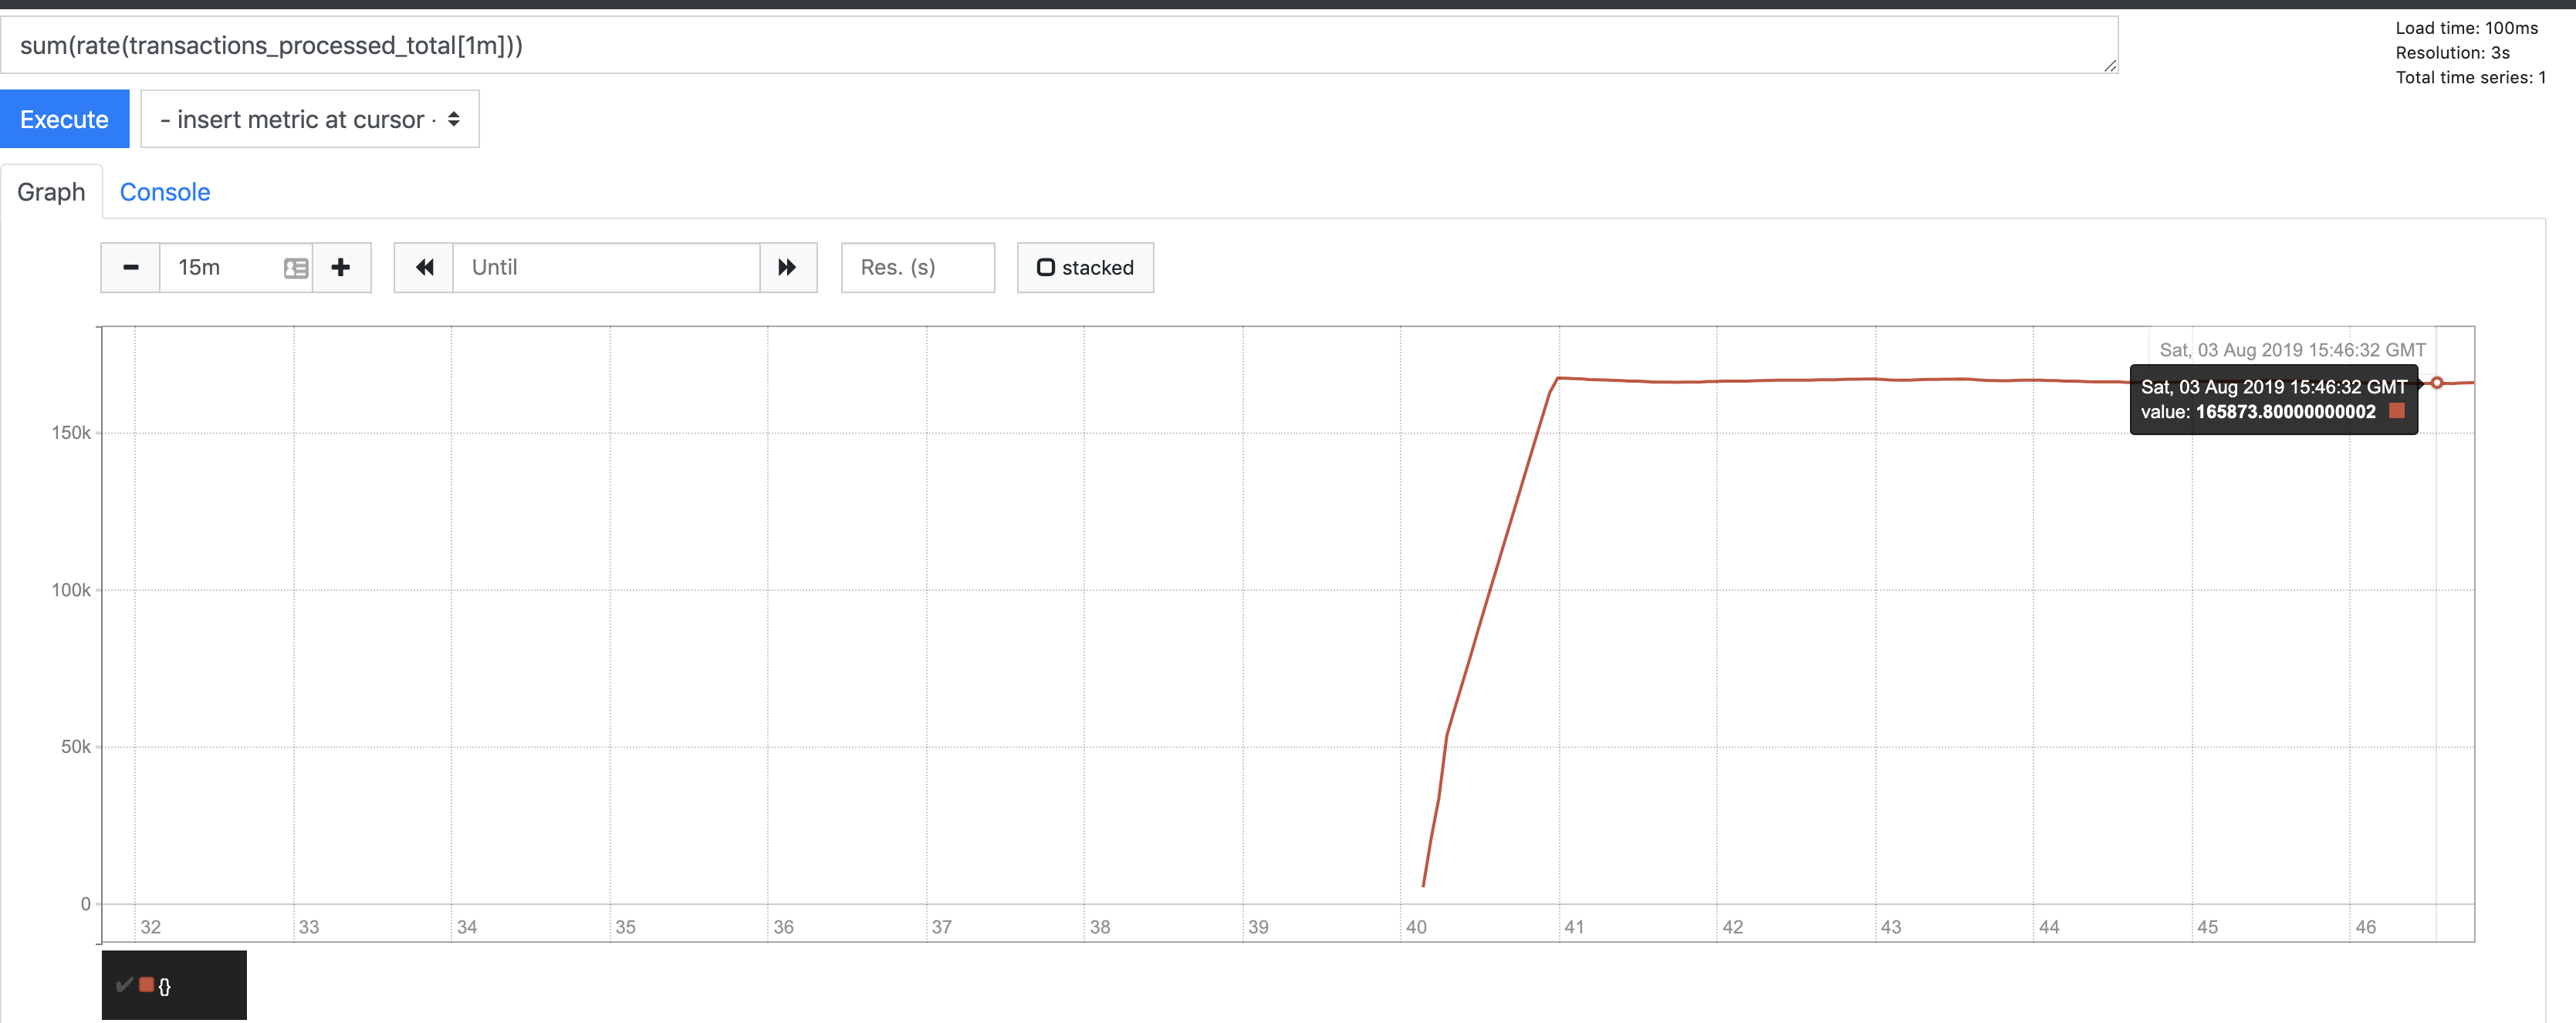 sum(rate(transactions_processed_total[1m]))
Load time: 100ms
Resolution: 3s
Total time series: 1
Execute
- insert metric at cursor ·
Graph
Console
15m
Until
Res. (s)
stacked
Sat, 03 Aug 2019 15:46:32 GMT
Sat, 03 Aug 2019 15:46:32 GMT
value: 165873.80000000002
150k
100k
50k
0
32 33 34 35 36 37 38 39 40 41 42 43 44 45 46
{}